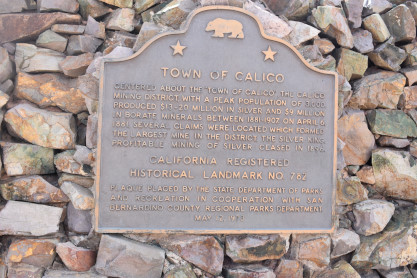 TOWN OF CALICO
CENTERED ABOUT THE TOWN OF CALICO, THE CALICO
MINING DISTRICT, WITH A PEAK POPULATION OF 3,000,
PRODUCED $13-20 MILLION IN SILVER AND $9 MILLION
IN BORATE MINERALS BETWEEN 1881-1907. ON APRIL 6,
1881 SEVERAL CLAIMS WERE LOCATED WHICH FORMED
THE LARGEST MINE IN THE DISTRICT, THE SILVER KING.
PROFITABLE MINING OF SILVER CEASED IN 1896.
CALIFORNIA REGISTERED
HISTORICAL LANDMARK NO. 782
PLAQUE PLACED BY THE STATE DEPARTMENT OF PARKS
AND RECREATION IN COOPERATION WITH SAN
BERNARDINO COUNTY REGIONAL PARKS DEPARTMENT,
MAY 1977